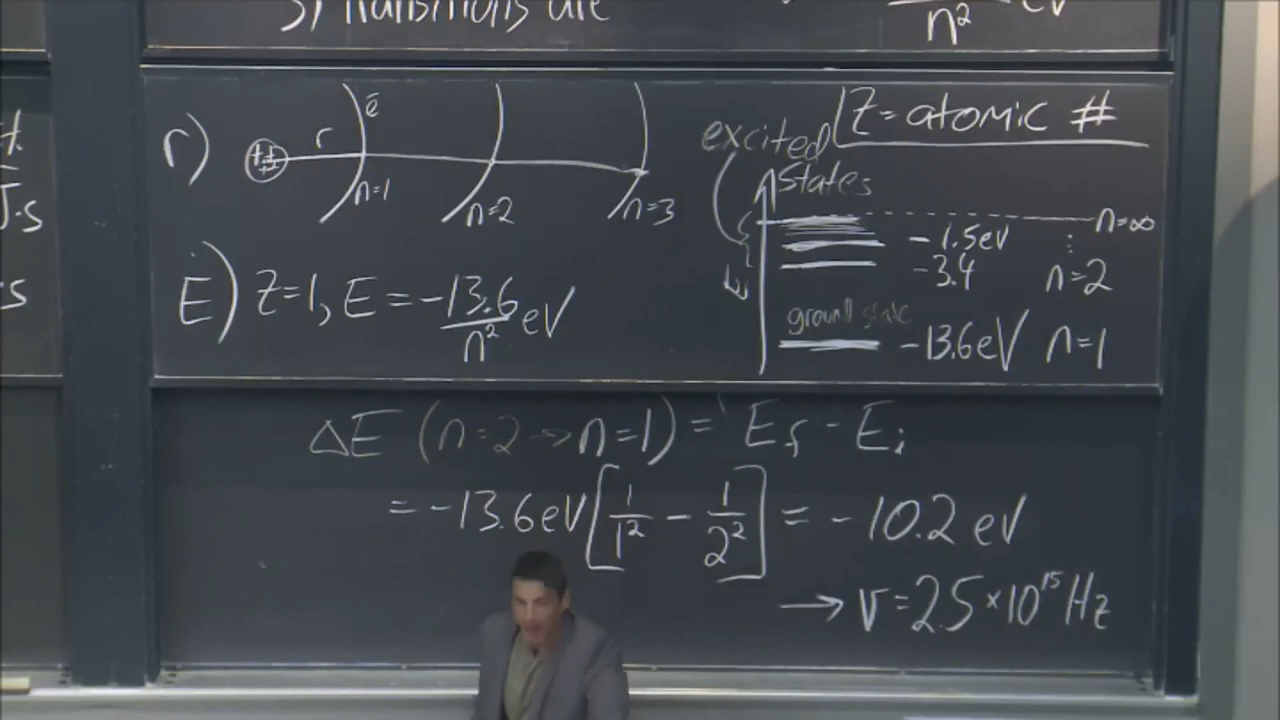 3) Transitions are
n² eV
J·s
s
r) r e⁻ n=1 n=2 n=3
Z = atomic #
excited states
n=∞
-1.5eV ⋮
-3.4 n=2
ground state
-13.6eV n=1
E) Z=1, E = -13.6/n² eV
ΔE (n=2 → n=1) = E_f - E_i
= -13.6eV [1/1² - 1/2²] = -10.2 eV
→ ν = 2.5 × 10¹⁵ Hz